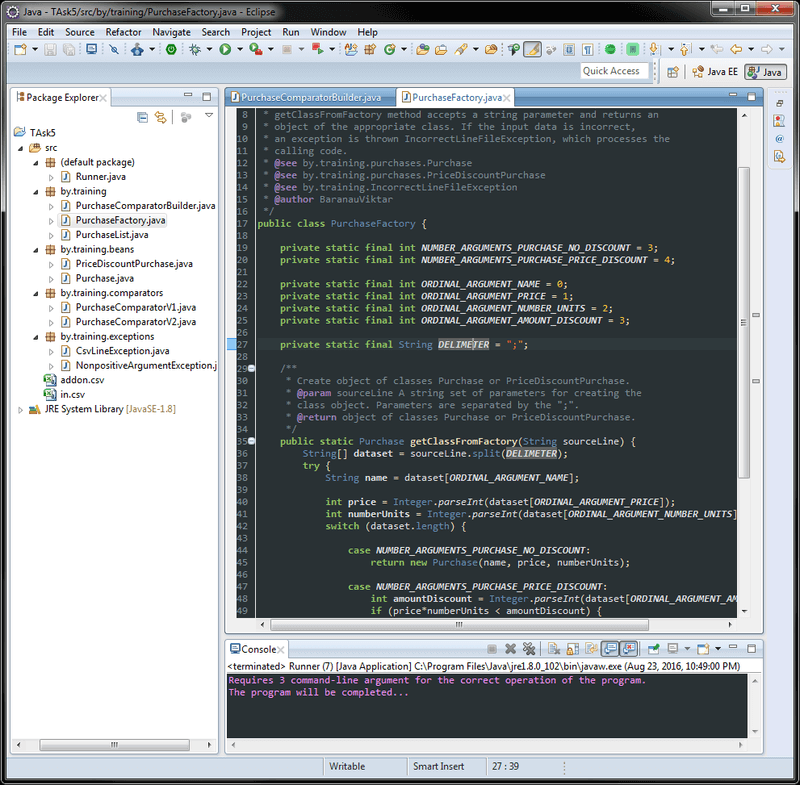 Java - TAsk5/src/by/training/PurchaseFactory.java - Eclipse
File Edit Source Refactor Navigate Search Project Run Window Help
Quick Access
Java EE
Java
Package Explorer
TAsk5
src
(default package)
Runner.java
by.training
PurchaseComparatorBuilder.java
PurchaseFactory.java
PurchaseList.java
by.training.beans
PriceDiscountPurchase.java
Purchase.java
by.training.comparators
PurchaseComparatorV1.java
PurchaseComparatorV2.java
by.training.exceptions
CsvLineException.java
NonpositiveArgumentException.j
addon.csv
in.csv
JRE System Library [JavaSE-1.8]
PurchaseComparatorBuilder.java
PurchaseFactory.java
8 * getClassFromFactory method accepts a string parameter and returns an
9 * object of the appropriate class. If the input data is incorrect,
10 * an exception is thrown IncorrectLineFileException, which processes the
11 * calling code.
12 * @see by.training.purchases.Purchase
13 * @see by.training.purchases.PriceDiscountPurchase
14 * @see by.training.IncorrectLineFileException
15 * @author BaranauViktar
16 */
17 public class PurchaseFactory {
18
19 private static final int NUMBER_ARGUMENTS_PURCHASE_NO_DISCOUNT = 3;
20 private static final int NUMBER_ARGUMENTS_PURCHASE_PRICE_DISCOUNT = 4;
21
22 private static final int ORDINAL_ARGUMENT_NAME = 0;
23 private static final int ORDINAL_ARGUMENT_PRICE = 1;
24 private static final int ORDINAL_ARGUMENT_NUMBER_UNITS = 2;
25 private static final int ORDINAL_ARGUMENT_AMOUNT_DISCOUNT = 3;
26
27 private static final String DELIMETER = ";";
28
29 /**
30 * Create object of classes Purchase or PriceDiscountPurchase.
31 * @param sourceLine A string set of parameters for creating the
32 * class object. Parameters are separated by the ";".
33 * @return object of classes Purchase or PriceDiscountPurchase.
34 */
35 public static Purchase getClassFromFactory(String sourceLine) {
36 String[] dataset = sourceLine.split(DELIMETER);
37 try {
38 String name = dataset[ORDINAL_ARGUMENT_NAME];
39
40 int price = Integer.parseInt(dataset[ORDINAL_ARGUMENT_PRICE]);
41 int numberUnits = Integer.parseInt(dataset[ORDINAL_ARGUMENT_NUMBER_UNITS]
42 switch (dataset.length) {
43
44 case NUMBER_ARGUMENTS_PURCHASE_NO_DISCOUNT:
45 return new Purchase(name, price, numberUnits);
46
47 case NUMBER_ARGUMENTS_PURCHASE_PRICE_DISCOUNT:
48 int amountDiscount = Integer.parseInt(dataset[ORDINAL_ARGUMENT_AM
49 if (price*numberUnits < amountDiscount) {
Console
<terminated> Runner (7) [Java Application] C:\Program Files\Java\jre1.8.0_102\bin\javaw.exe (Aug 23, 2016, 10:49:00 PM)
Requires 3 command-line argument for the correct operation of the program.
The program will be completed...
Writable
Smart Insert
27 : 39